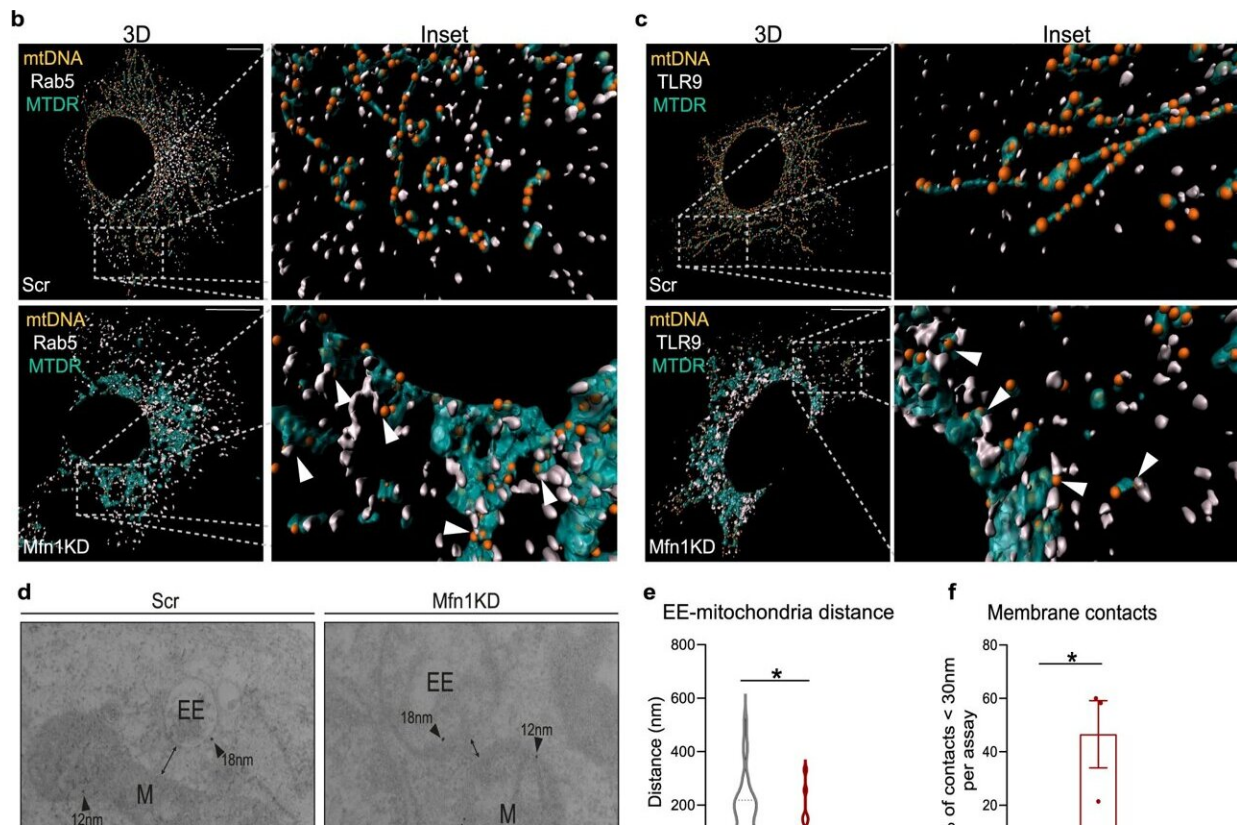 b
3D
Inset
mtDNA
Rab5
MTDR
Scr
mtDNA
Rab5
MTDR
Mfn1KD
c
3D
Inset
mtDNA
TLR9
MTDR
Scr
mtDNA
TLR9
MTDR
Mfn1KD
d
Scr
Mfn1KD
EE
18nm
M
12nm
EE
18nm
12nm
M
e
EE-mitochondria distance
Distance (nm)
800
600
400
200
*
f
Membrane contacts
of contacts < 30nm
per assay
80
60
40
20
*